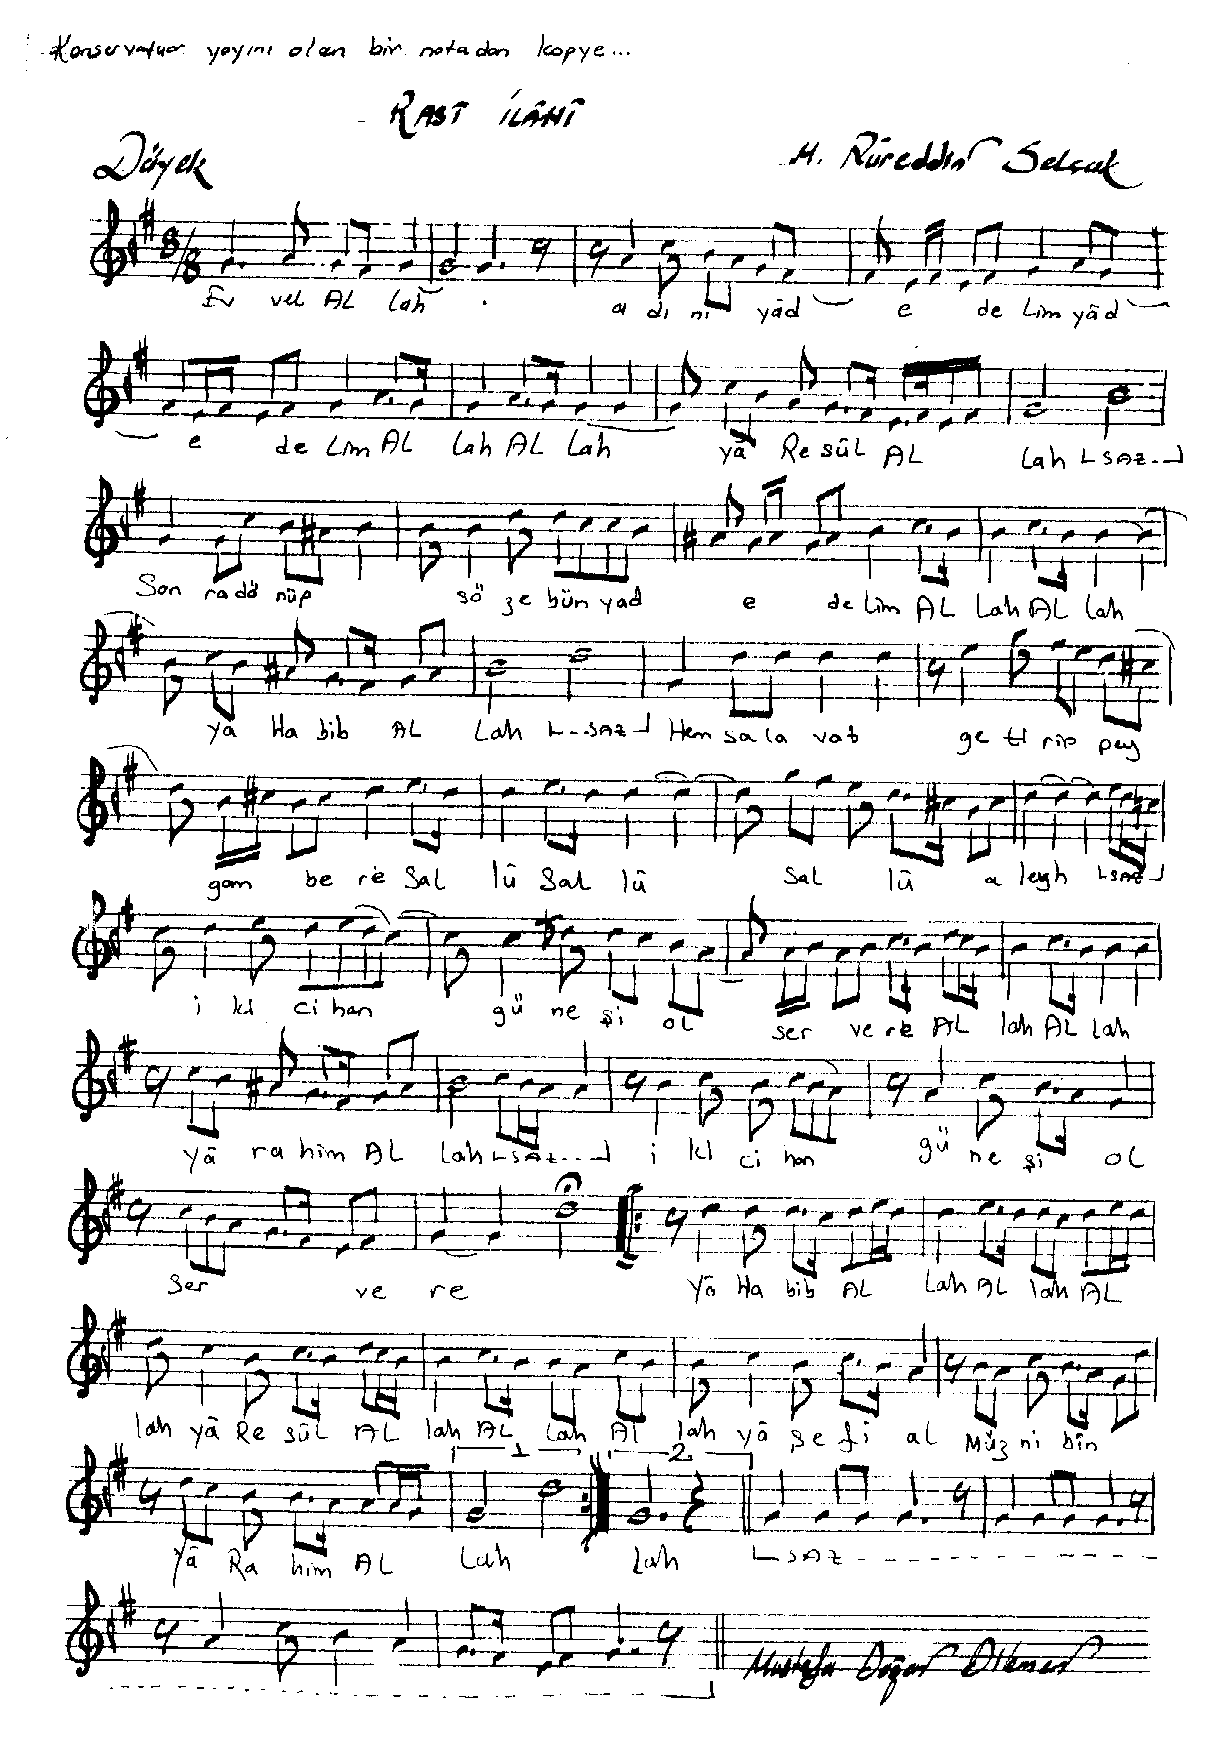 Konservatuar yayını olan bir notadan kopye...
RAST İLÂHÎ
Düyek
M. Nûreddin Selçuk
8/8
Ev vel AL lah a dı nı yâd e de Lim yâd
e de Lim AL lah AL lah yâ Re sûl AL lah SAZ
Son ra dö nüp sö ze bün yad e de lim AL Lah AL lah
yâ Ha bib AL Lah SAZ Hem sa la vat ge ti rip pey
gam be re Sal lû Sal lû Sal lû a leyh SAZ
i ki ci han gü ne şi ol ser ve re AL lah AL lah
yâ ra him AL lah SAZ i ki ci han gü ne şi ol
Ser ve re yâ Ha bib AL Lah AL lah AL
lah yâ Re sûl AL lah AL Lah AL lah yâ şe fi al Müz ni bîn
1 2
Yâ Ra him AL Lah lah SAZ
Mustafa Doğan Dikmen